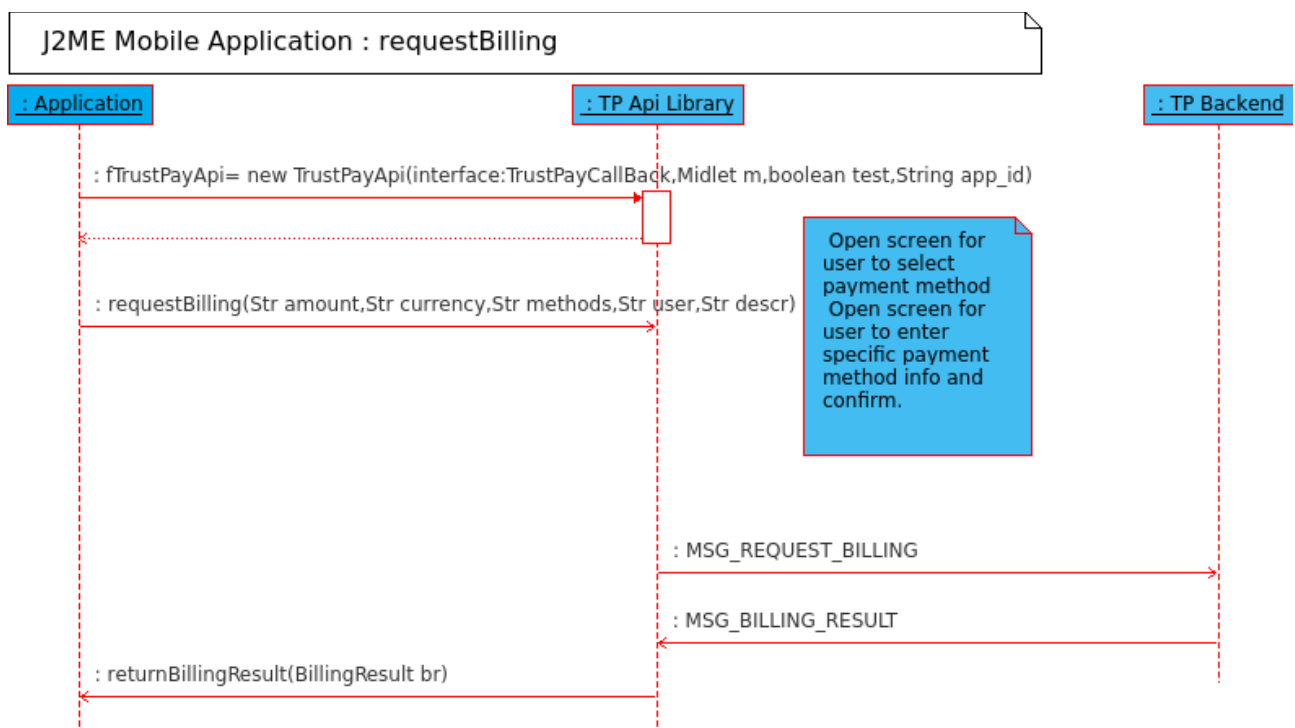 J2ME Mobile Application : requestBilling
: Application
: TP Api Library
: TP Backend
: fTrustPayApi= new TrustPayApi(interface:TrustPayCallBack,Midlet m,boolean test,String app_id)
Open screen for
user to select
payment method
Open screen for
user to enter
specific payment
method info and
confirm.
: requestBilling(Str amount,Str currency,Str methods,Str user,Str descr)
: MSG_REQUEST_BILLING
: MSG_BILLING_RESULT
: returnBillingResult(BillingResult br)